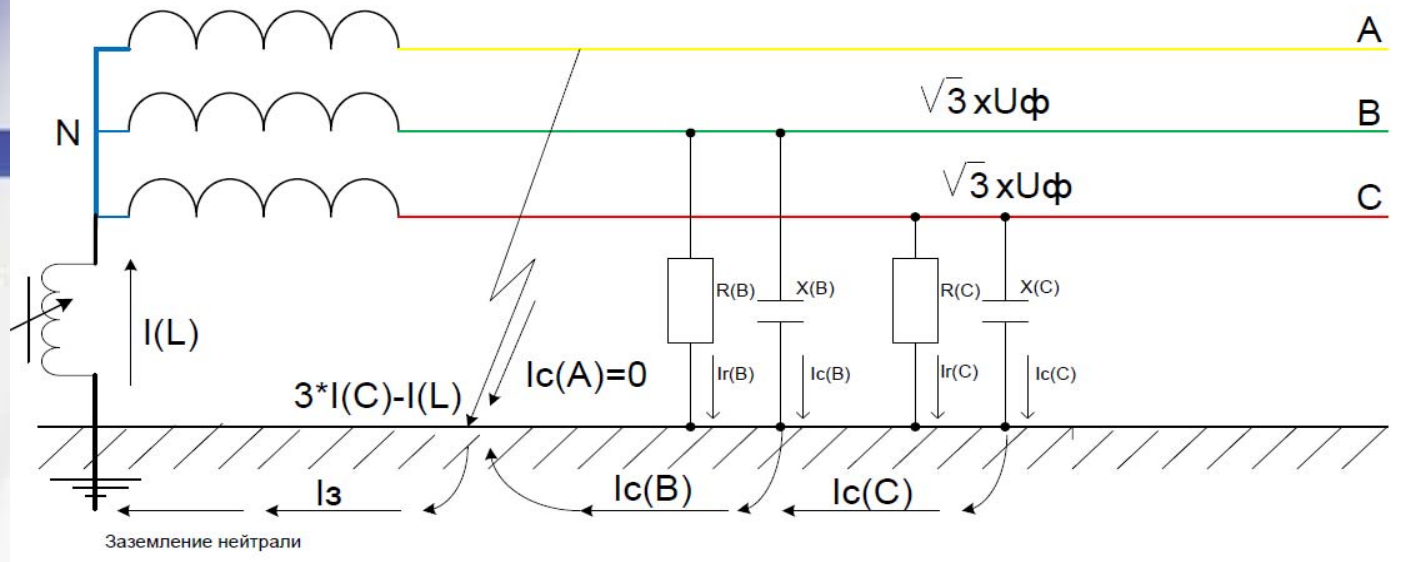 A
√3 xUф
B
N
√3 xUф
C
R(B)
X(B)
R(C)
X(C)
I(L)
Ic(A)=0
Ir(B)
Ic(B)
Ir(C)
Ic(C)
3*I(C)-I(L)
Iз
Ic(B)
Ic(C)
Заземление нейтрали